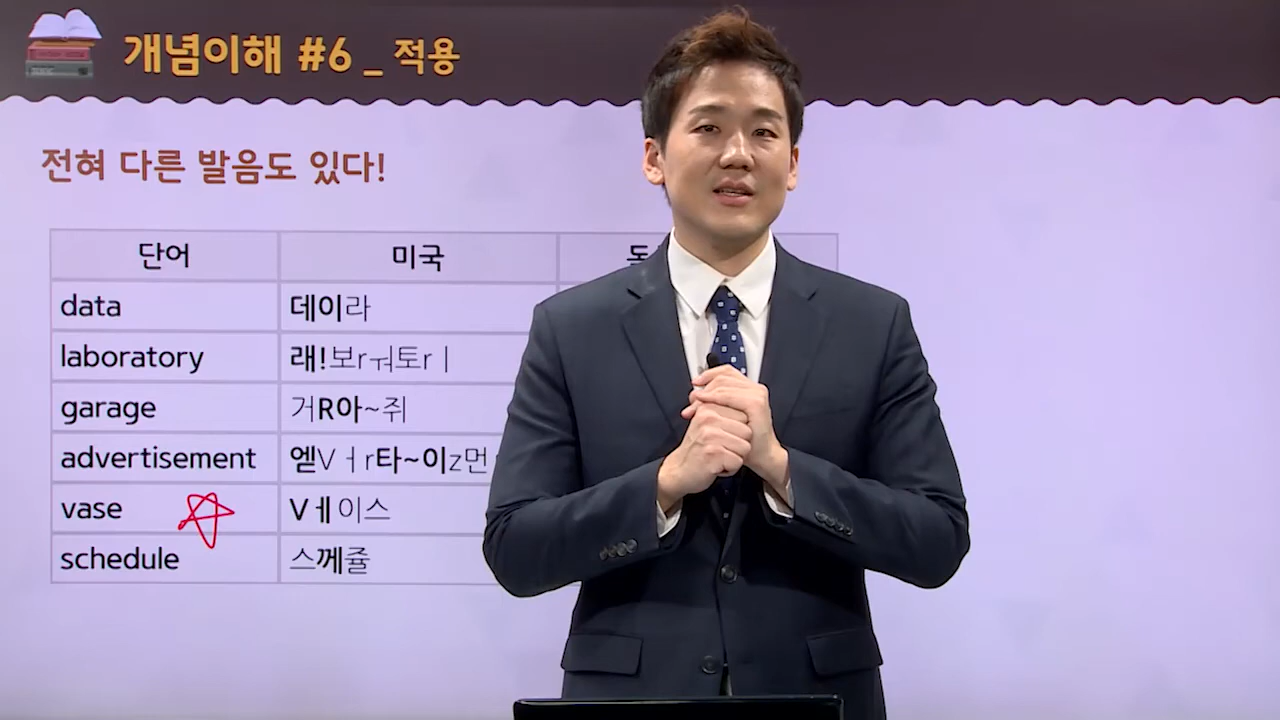 개념이해 #6 _ 적용
전혀 다른 발음도 있다!
단어 미국
data 데이라
laboratory 래!보rㅝ토rㅣ
garage 거R아~쥐
advertisement 엗Vㅓr타~이z먼
vase Vㅔ이스
schedule 스께쥴